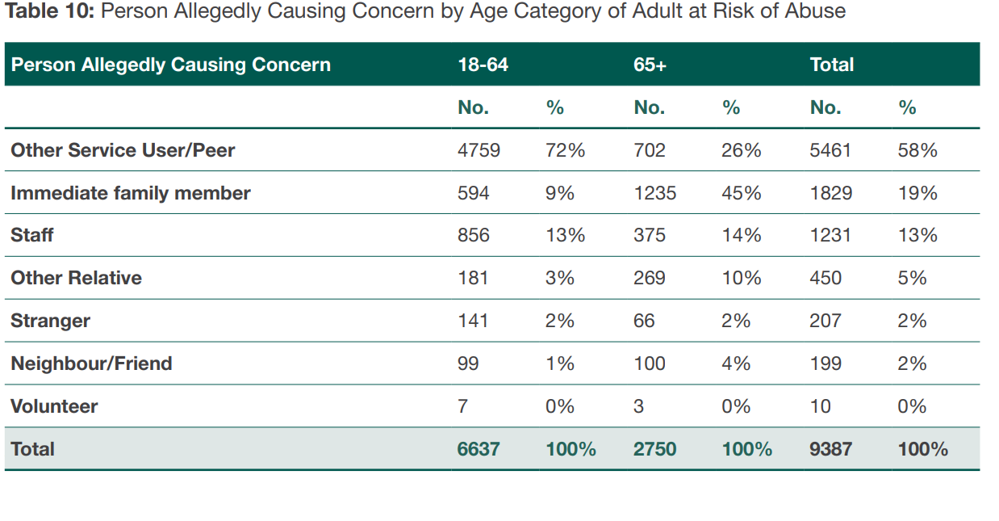 Table 10: Person Allegedly Causing Concern by Age Category of Adult at Risk of Abuse
Person Allegedly Causing Concern 18-64 65+ Total
No. % No. % No. %
Other Service User/Peer 4759 72% 702 26% 5461 58%
Immediate family member 594 9% 1235 45% 1829 19%
Staff 856 13% 375 14% 1231 13%
Other Relative 181 3% 269 10% 450 5%
Stranger 141 2% 66 2% 207 2%
Neighbour/Friend 99 1% 100 4% 199 2%
Volunteer 7 0% 3 0% 10 0%
Total 6637 100% 2750 100% 9387 100%